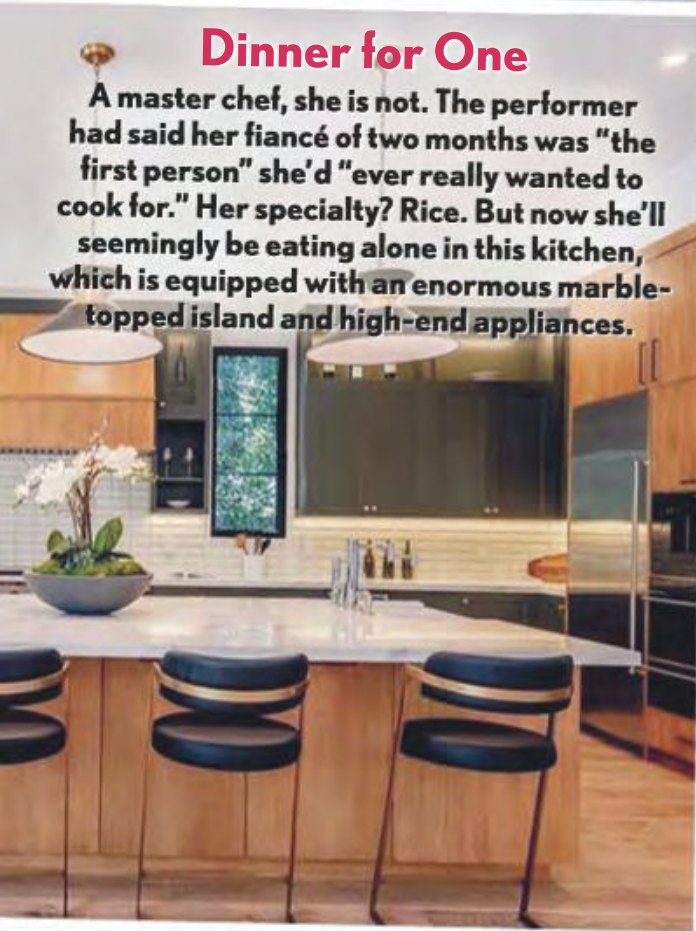 Dinner for One
A master chef, she is not. The performer
had said her fiancé of two months was “the
first person” she’d “ever really wanted to
cook for.” Her specialty? Rice. But now she’ll
seemingly be eating alone in this kitchen,
which is equipped with an enormous marble-
topped island and high-end appliances.